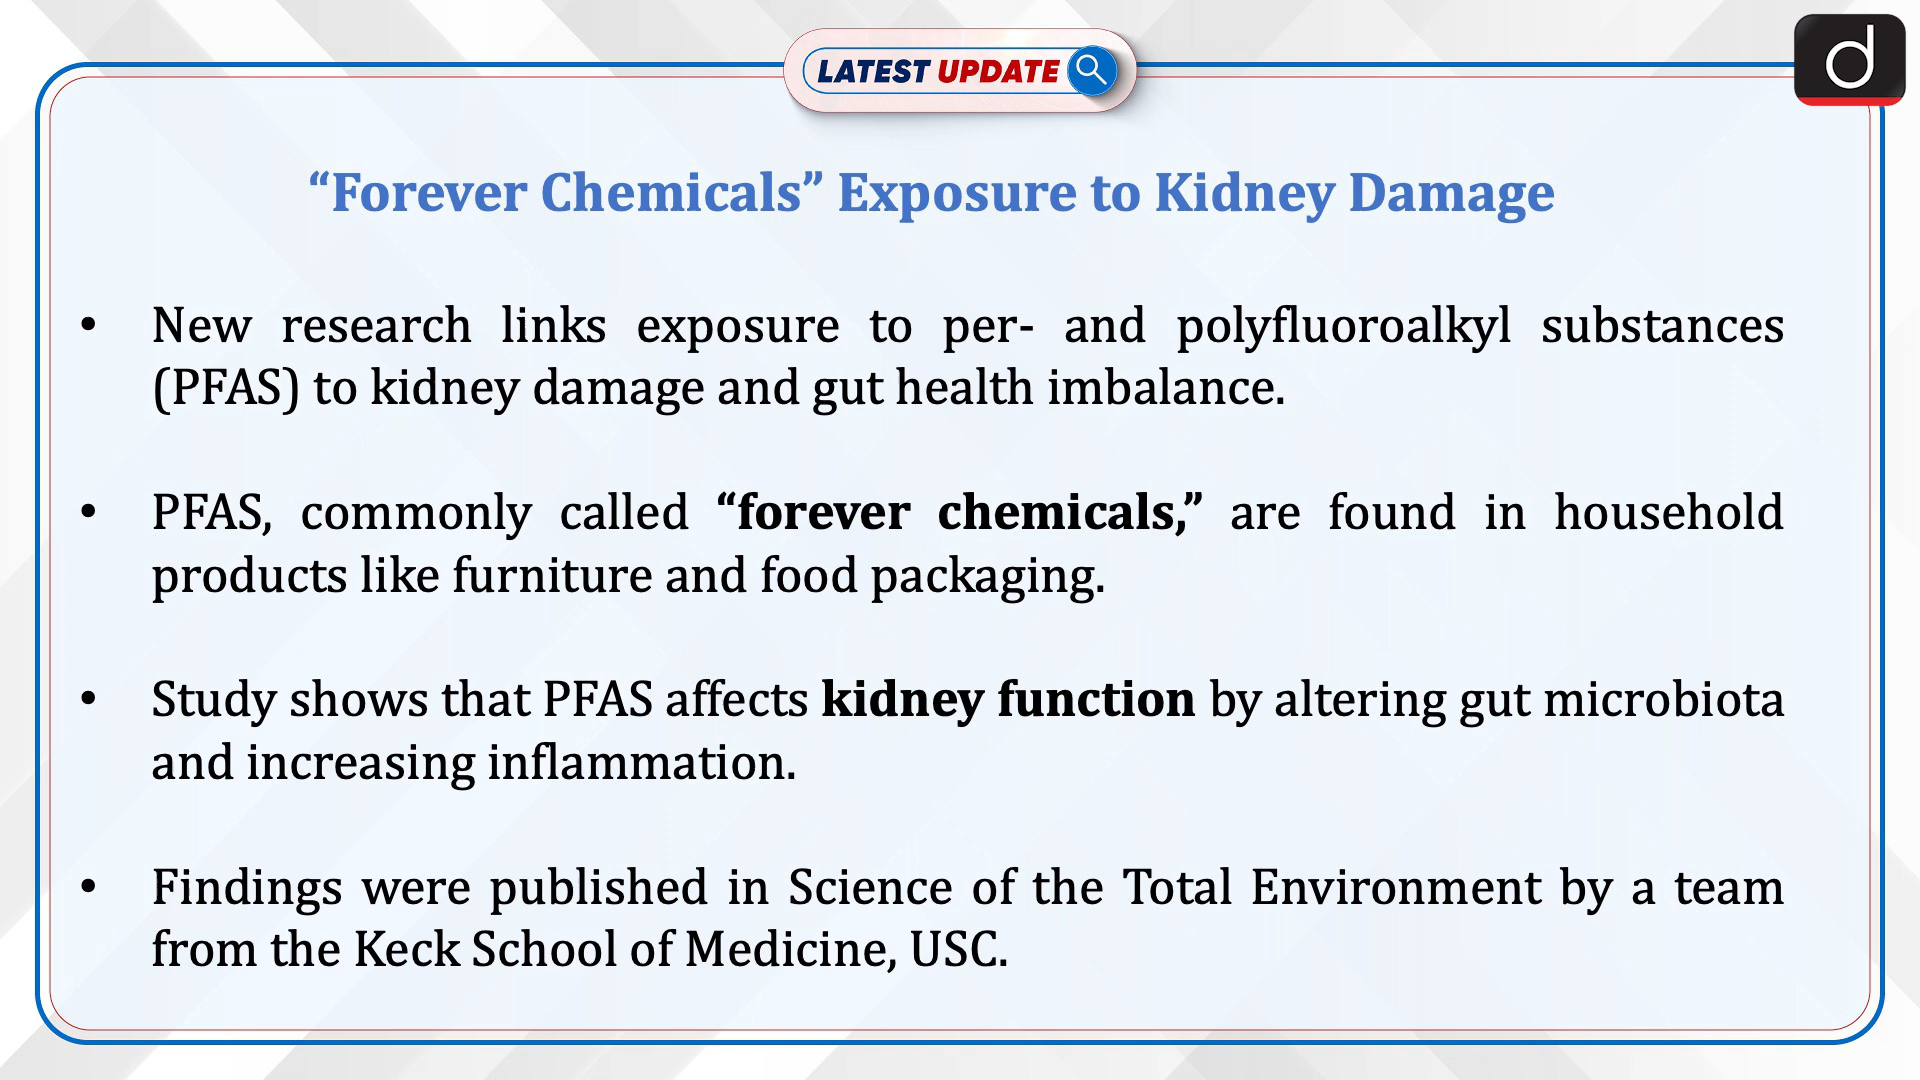 LATEST UPDATE
d
“Forever Chemicals” Exposure to Kidney Damage
• New research links exposure to per- and polyfluoroalkyl substances
(PFAS) to kidney damage and gut health imbalance.
• PFAS, commonly called “forever chemicals,” are found in household
products like furniture and food packaging.
• Study shows that PFAS affects kidney function by altering gut microbiota
and increasing inflammation.
• Findings were published in Science of the Total Environment by a team
from the Keck School of Medicine, USC.